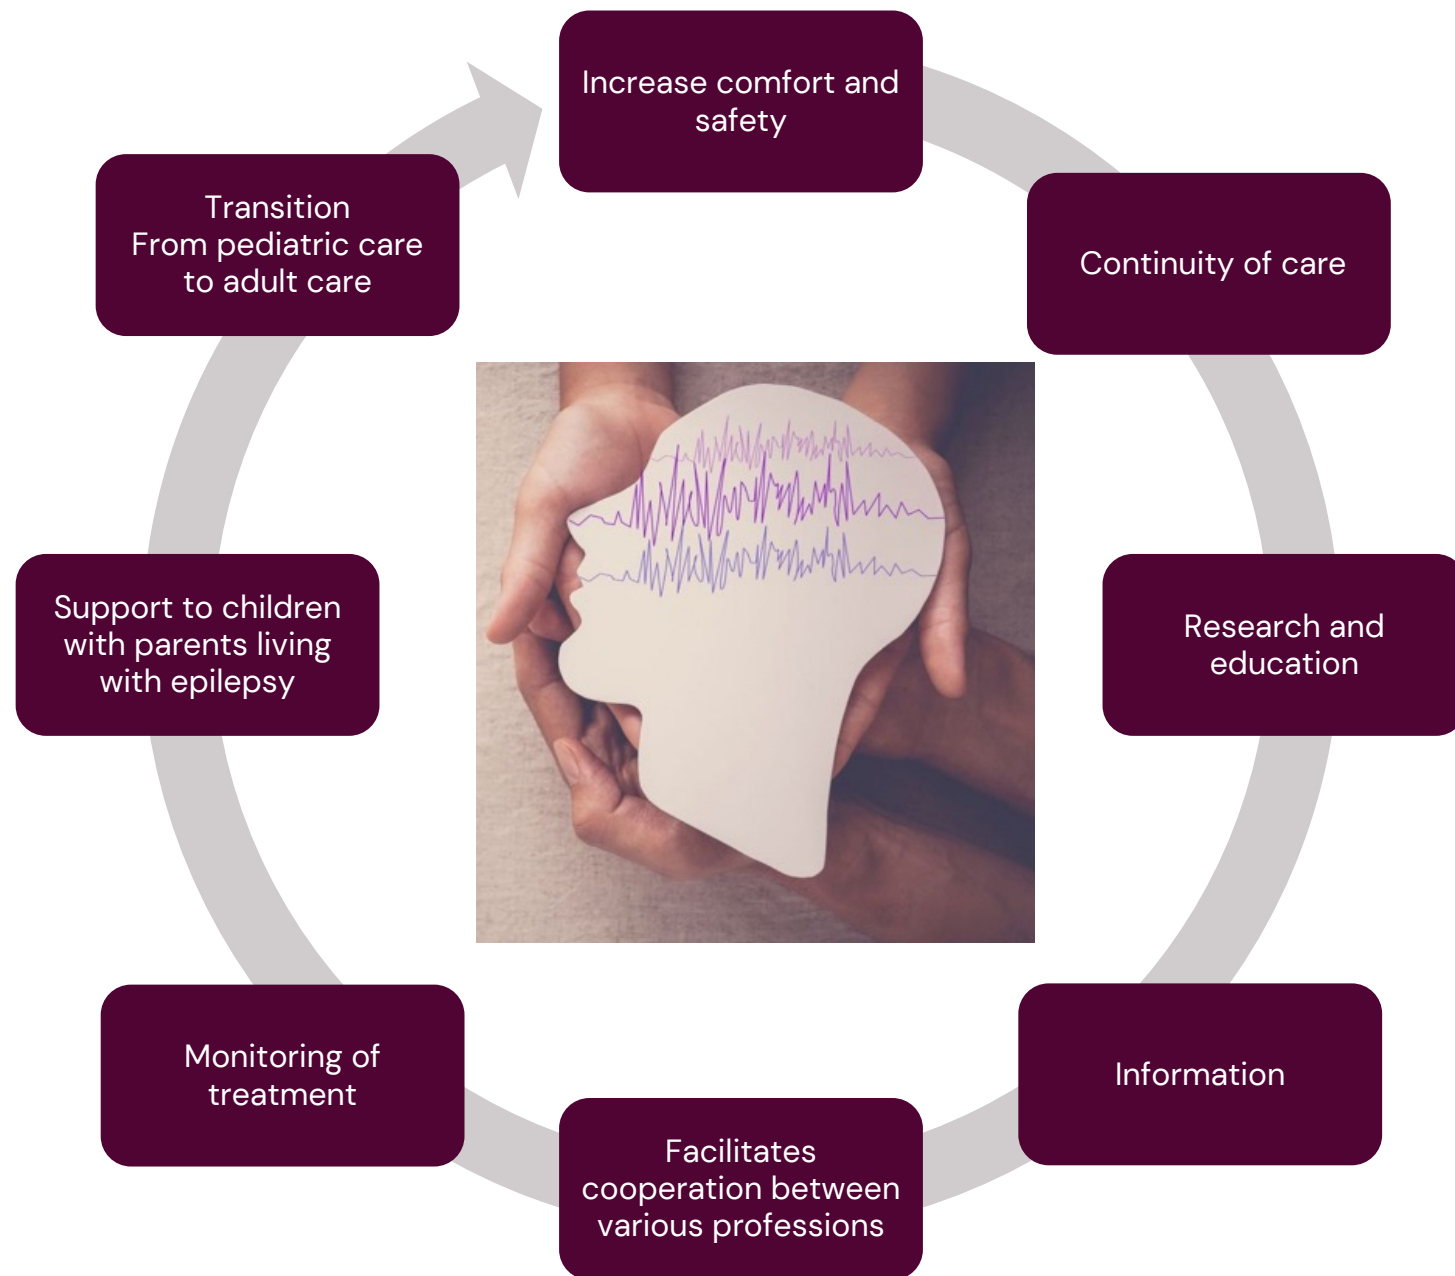 Increase comfort and
safety
Continuity of care
Research and
education
Information
Facilitates
cooperation between
various professions
Monitoring of
treatment
Support to children
with parents living
with epilepsy
Transition
From pediatric care
to adult care